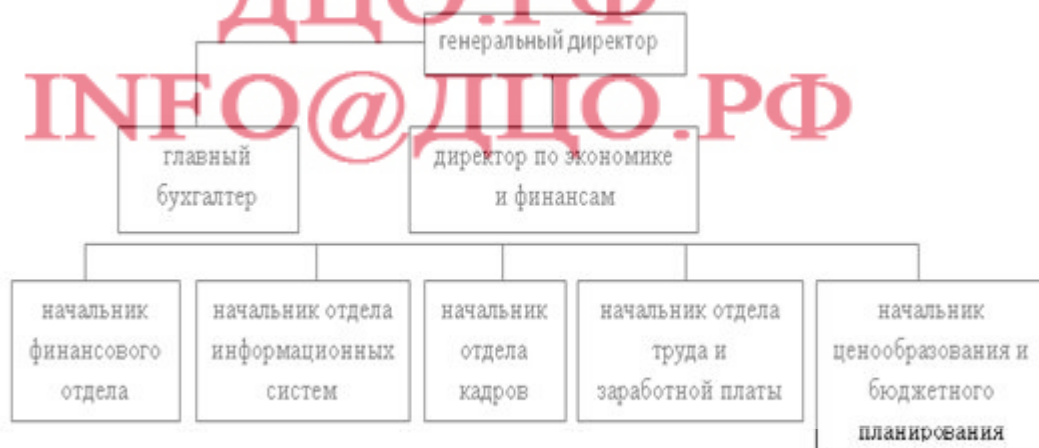 ДЦО.РФ
генеральный директор
INFO@ДЦО.РФ
главный
бухгалтер
директор по экономике
и финансам
начальник
финансового
отдела
начальник отдела
информационных
систем
начальник
отдела
кадров
начальник отдела
труда и
заработной платы
начальник
ценообразования и
бюджетного
планирования